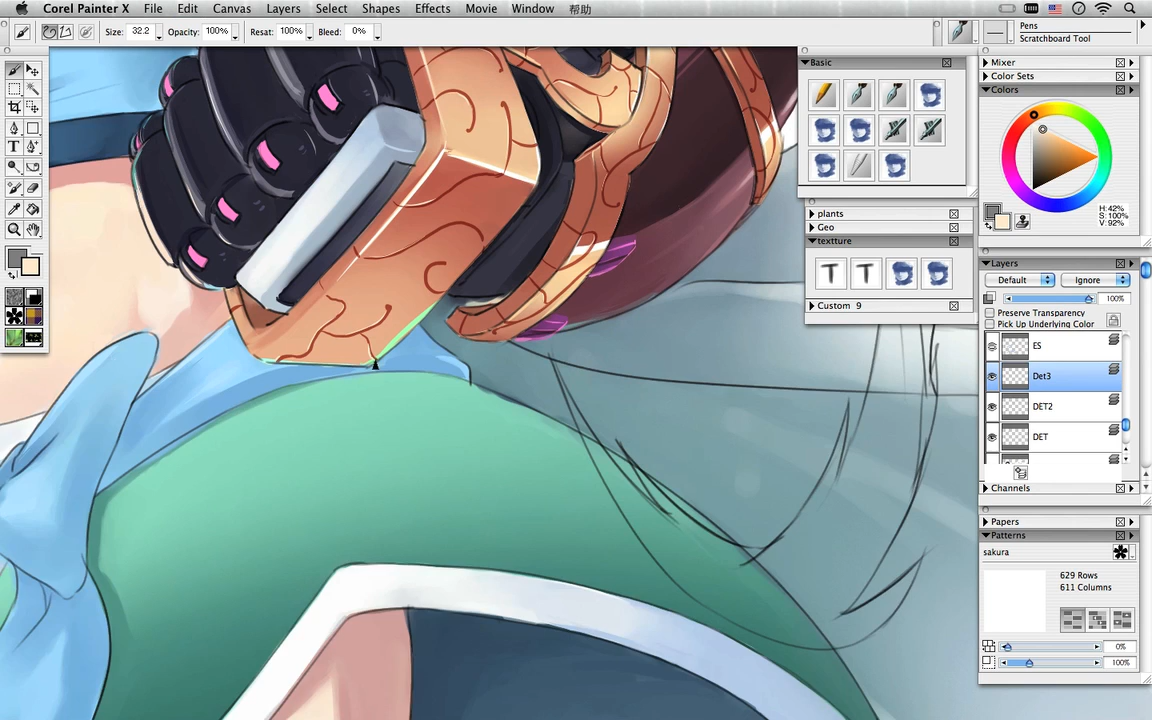 Corel Painter X File Edit Canvas Layers Select Shapes Effects Movie Window 帮助
Size: 32.2 Opacity: 100% Resat: 100% Bleed: 0%
Pens
Scratchboard Tool
Basic
plants
Geo
textture
T T
Custom 9
Mixer
Color Sets
Colors
H: 42%
S: 100%
V: 92%
Layers
Default Ignore
100%
Preserve Transparency
Pick Up Underlying Color
ES
Det3
DET2
DET
Channels
Papers
Patterns
sakura
629 Rows
611 Columns
0%
100%
T